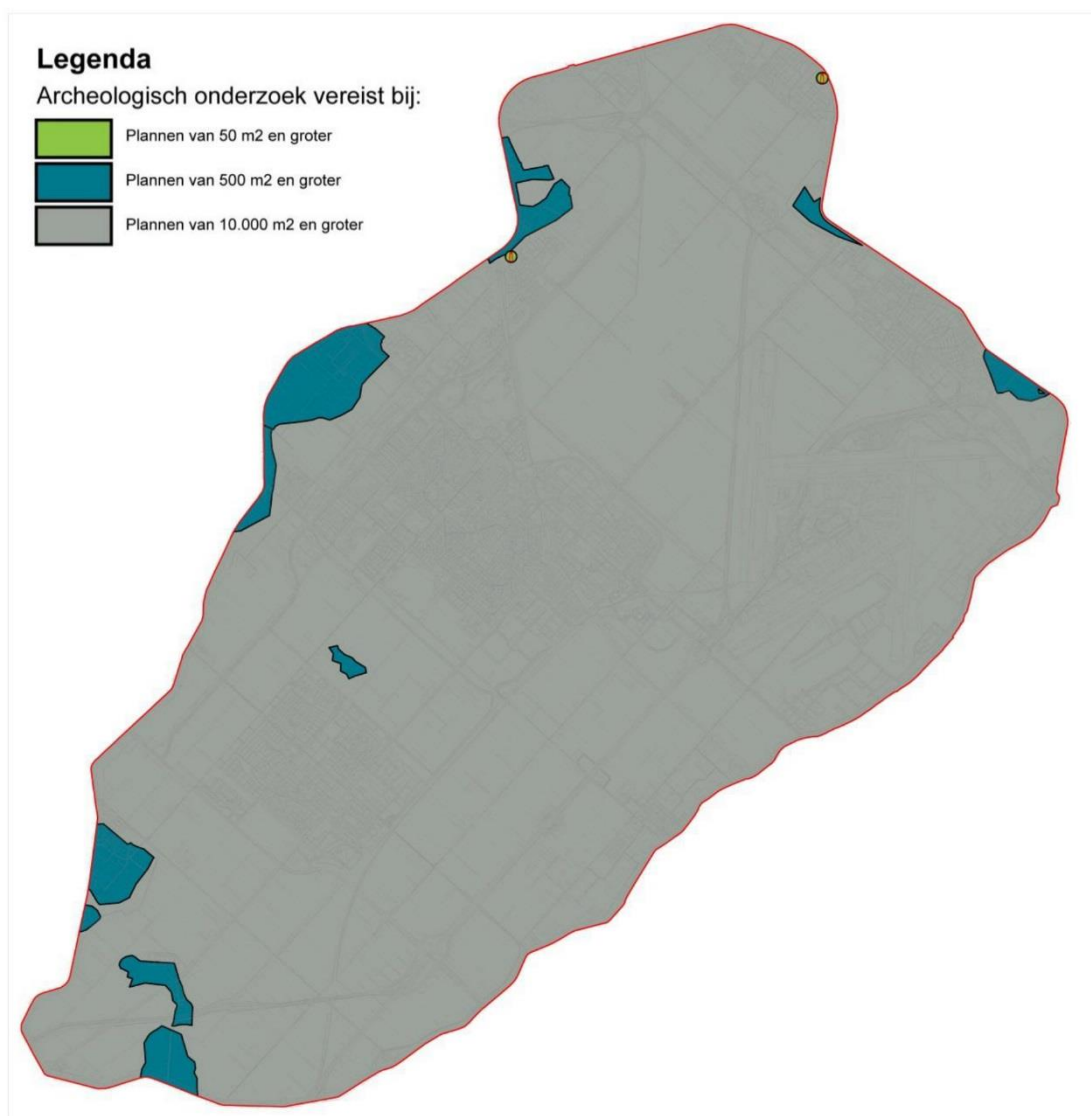 Legenda
Archeologisch onderzoek vereist bij:
Plannen van 50 m2 en groter
Plannen van 500 m2 en groter
Plannen van 10.000 m2 en groter